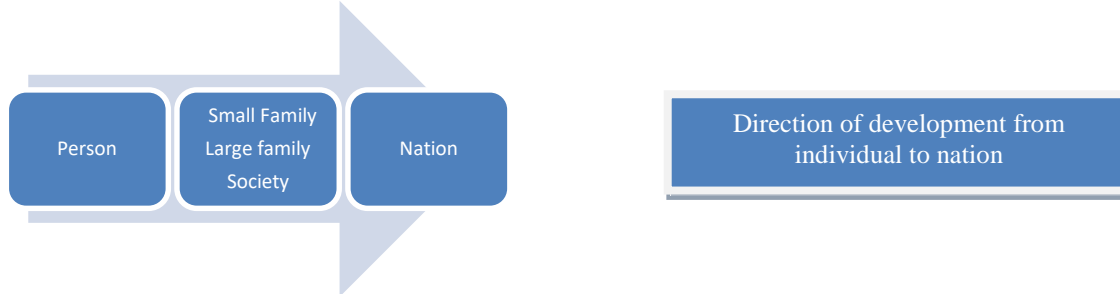 Person
Small Family
Large family
Society
Nation
Direction of development from
individual to nation